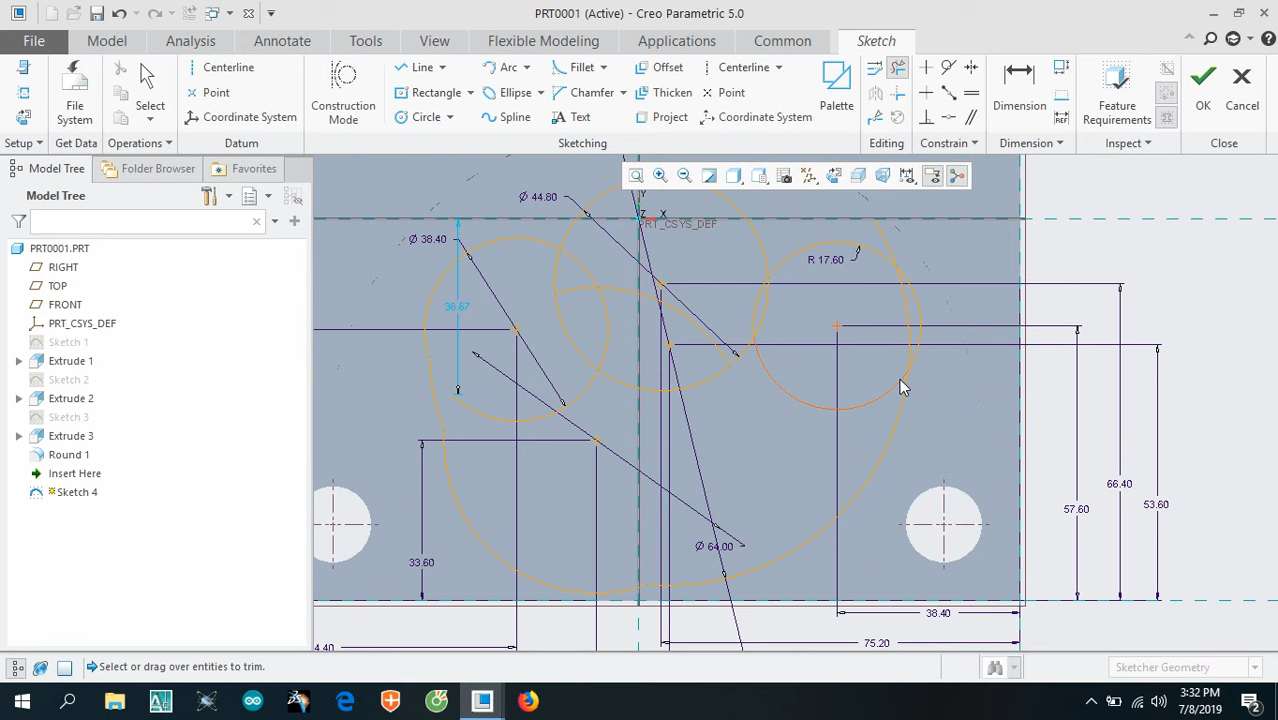 PRT0001 (Active) - Creo Parametric 5.0
File Model Analysis Annotate Tools View Flexible Modeling Applications Common Sketch
Centerline Line Arc Fillet Offset Centerline
Point Rectangle Ellipse Chamfer Thicken Point
Coordinate System Circle Spline Text Project Coordinate System
File System Select Construction Mode Palette Dimension Feature Requirements OK Cancel
Setup Get Data Operations Datum Sketching Editing Constrain Dimension Inspect Close
Model Tree Folder Browser Favorites
Model Tree
PRT0001.PRT
RIGHT
TOP
FRONT
PRT_CSYS_DEF
Sketch 1
Extrude 1
Sketch 2
Extrude 2
Sketch 3
Extrude 3
Round 1
Insert Here
Sketch 4
Y
Z X
PRT_CSYS_DEF
Ø 44.80
Ø 38.40
R 17.60
36.67
66.40
57.60
53.60
Ø 64.00
33.60
38.40
75.20
4.40
REF
Select or drag over entities to trim.
Sketcher Geometry
3:32 PM
7/8/2019
2